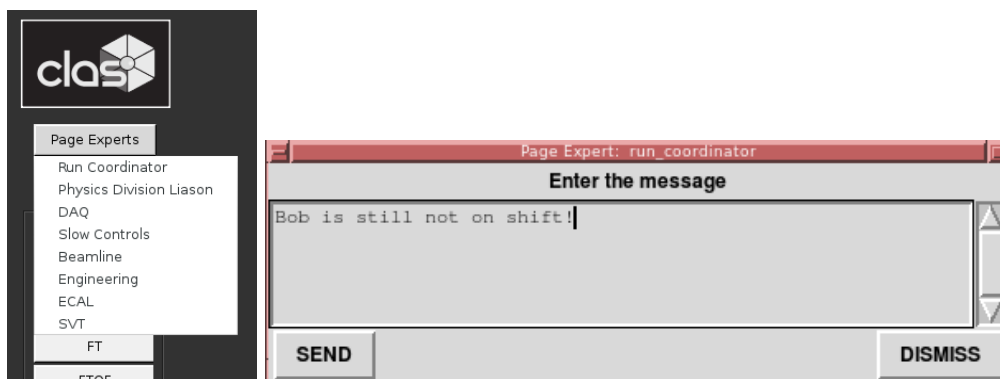 clas
Page Experts
Run Coordinator
Physics Division Liason
DAQ
Slow Controls
Beamline
Engineering
ECAL
SVT
FT
FTOF
Page Expert: run_coordinator
Enter the message
Bob is still not on shift!
SEND
DISMISS